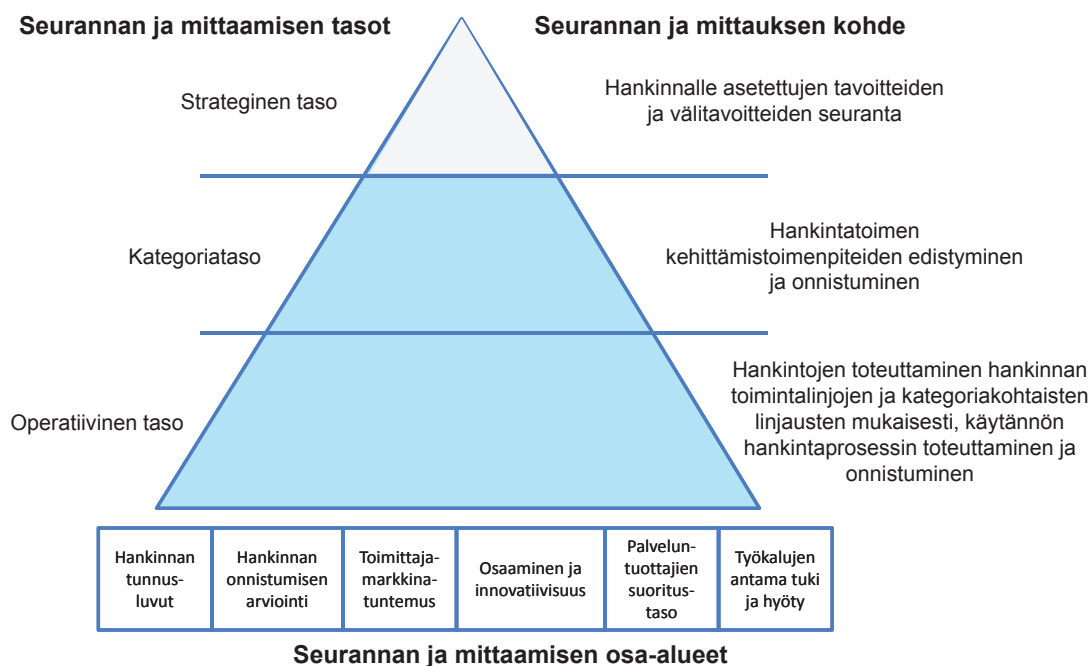 Seurannan ja mittaamisen tasot
Seurannan ja mittauksen kohde
Strateginen taso
Hankinnalle asetettujen tavoitteiden
ja välitavoitteiden seuranta
Kategoriataso
Hankintatoimen
kehittämistoimenpiteiden edistyminen
ja onnistuminen
Operatiivinen taso
Hankintojen toteuttaminen hankinnan
toimintalinjojen ja kategoriakohtaisten
linjausten mukaisesti, käytännön
hankintaprosessin toteuttaminen ja
onnistuminen
Hankinnan
tunnus-
luvut
Hankinnan
onnistumisen
arviointi
Toimittaja-
markkina-
tuntemus
Osaaminen ja
innovatiivisuus
Palvelun-
tuottajien
suoritus-
taso
Työkalujen
antama tuki
ja hyöty
Seurannan ja mittaamisen osa-alueet